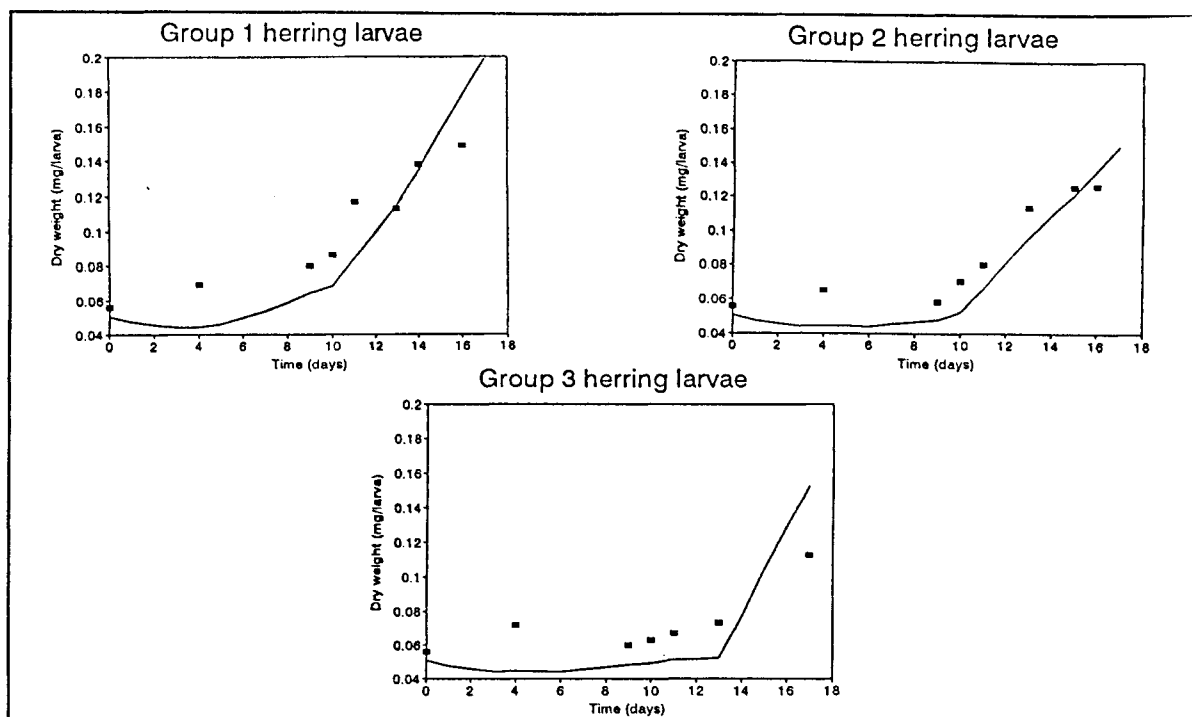 Group 1 herring larvae
0.2
0.18
0.16
0.14
0.12
0.1
0.08
0.06
0.04
Dry weight (mg/larva)
0 2 4 6 8 10 12 14 16 18
Time (days)
Group 2 herring larvae
0.2
0.18
0.16
0.14
0.12
0.1
0.08
0.06
0.04
Dry weight (mg/larva)
0 2 4 6 8 10 12 14 16 18
Time (days)
Group 3 herring larvae
0.2
0.18
0.16
0.14
0.12
0.1
0.08
0.06
0.04
Dry weight (mg/larva)
0 2 4 6 8 10 12 14 16 18
Time (days)